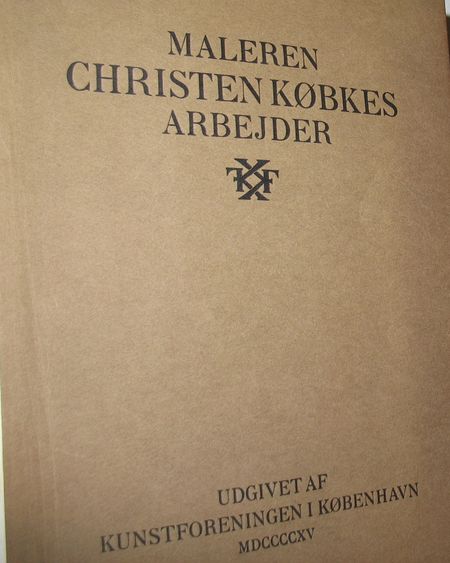 MALEREN
CHRISTEN KØBKES
ARBEJDER
UDGIVET AF
KUNSTFORENINGEN I KØBENHAVN
MDCCCCXV